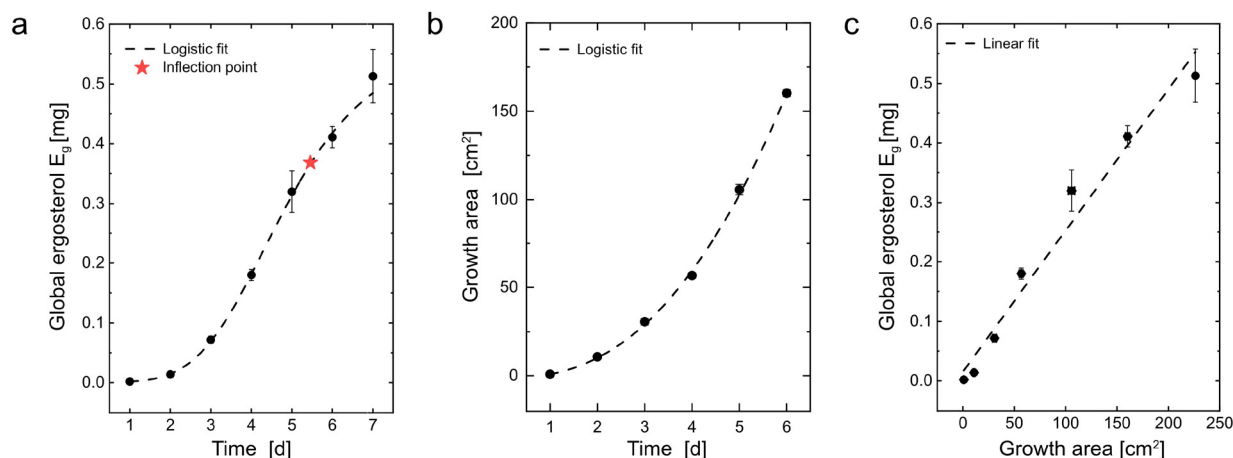 a
0.6
0.5
0.4
0.3
0.2
0.1
0.0
Global ergosterol Eg [mg]
Logistic fit
Inflection point
1 2 3 4 5 6 7
Time [d]
b
200
150
100
50
0
Growth area [cm²]
Logistic fit
1 2 3 4 5 6
Time [d]
c
0.6
0.5
0.4
0.3
0.2
0.1
0.0
Global ergosterol Eg [mg]
Linear fit
0 50 100 150 200 250
Growth area [cm²]